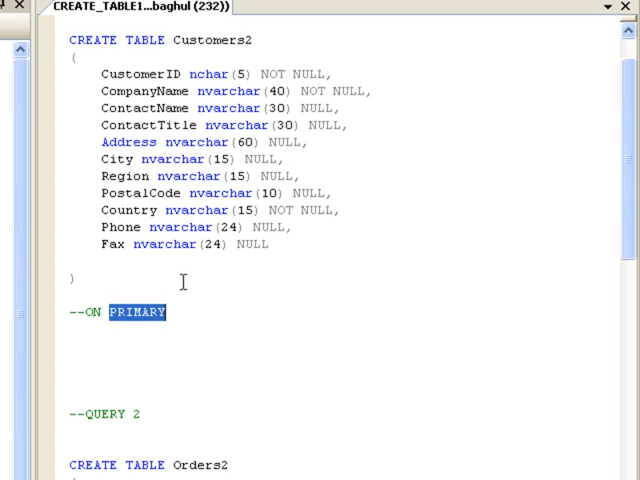 CREATE_TABLE1...baghul (232))
CREATE TABLE Customers2
(
CustomerID nchar(5) NOT NULL,
CompanyName nvarchar(40) NOT NULL,
ContactName nvarchar(30) NULL,
ContactTitle nvarchar(30) NULL,
Address nvarchar(60) NULL,
City nvarchar(15) NULL,
Region nvarchar(15) NULL,
PostalCode nvarchar(10) NULL,
Country nvarchar(15) NOT NULL,
Phone nvarchar(24) NULL,
Fax nvarchar(24) NULL
)
--ON PRIMARY
--QUERY 2
CREATE TABLE Orders2